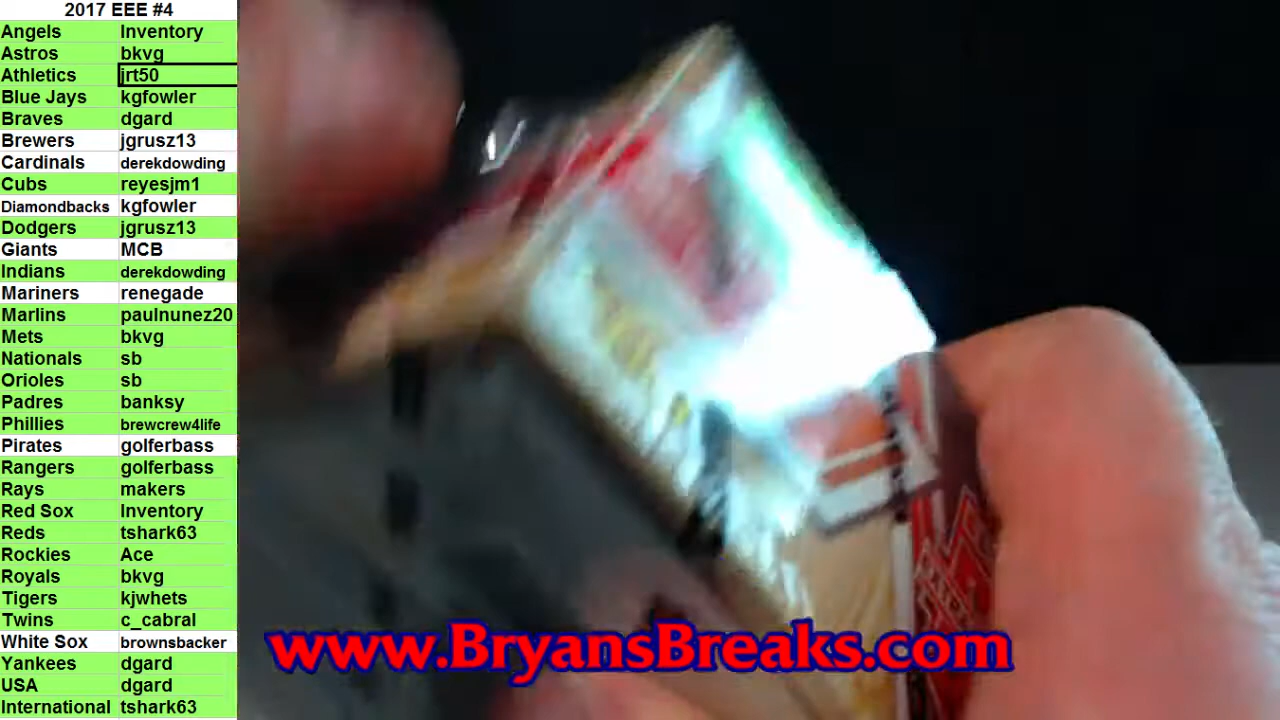 2017 EEE #4
Angels Inventory
Astros bkvg
Athletics jrt50
Blue Jays kgfowler
Braves dgard
Brewers jgrusz13
Cardinals derekdowding
Cubs reyesjm1
Diamondbacks kgfowler
Dodgers jgrusz13
Giants MCB
Indians derekdowding
Mariners renegade
Marlins paulnunez20
Mets bkvg
Nationals sb
Orioles sb
Padres banksy
Phillies brewcrew4life
Pirates golferbass
Rangers golferbass
Rays makers
Red Sox Inventory
Reds tshark63
Rockies Ace
Royals bkvg
Tigers kjwhets
Twins c_cabral
White Sox brownsbacker
Yankees dgard
USA dgard
International tshark63
www.BryansBreaks.com